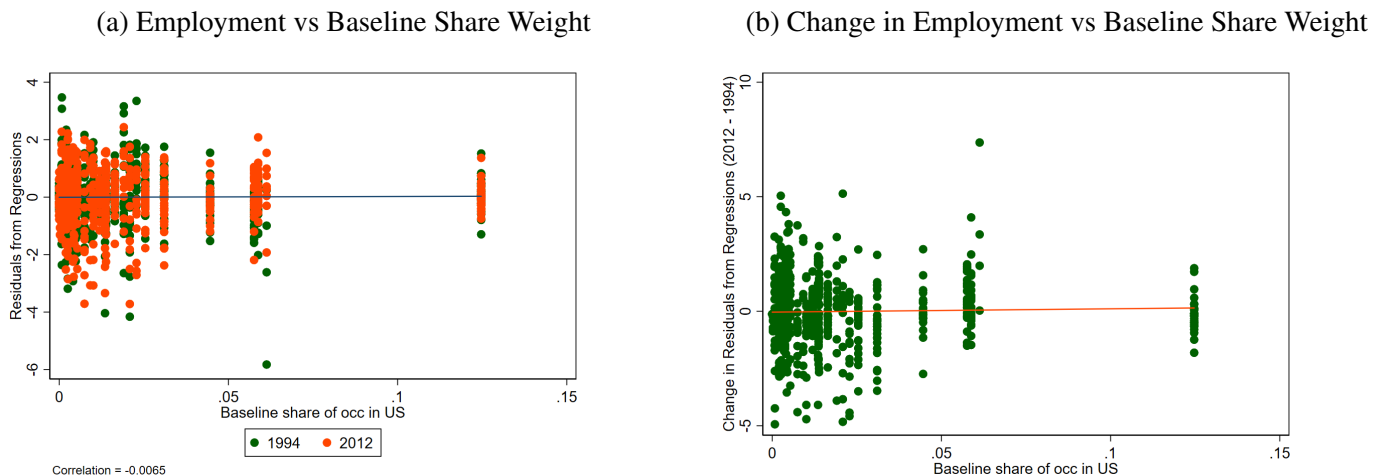 (a) Employment vs Baseline Share Weight
Residuals from Regressions
4
2
0
-2
-4
-6
0
.05
.1
.15
Baseline share of occ in US
1994
2012
Correlation = -0.0065
(b) Change in Employment vs Baseline Share Weight
Change in Residuals from Regressions (2012 - 1994)
10
5
0
-5
0
.05
.1
.15
Baseline share of occ in US